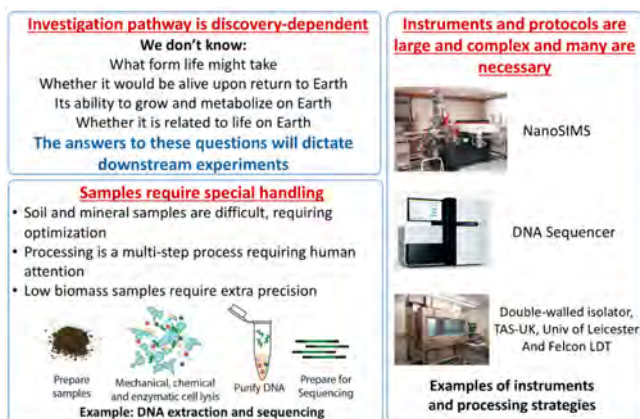 Investigation pathway is discovery-dependent
We don't know:
What form life might take
Whether it would be alive upon return to Earth
Its ability to grow and metabolize on Earth
Whether it is related to life on Earth
The answers to these questions will dictate
downstream experiments
Samples require special handling
• Soil and mineral samples are difficult, requiring
optimization
• Processing is a multi-step process requiring human
attention
• Low biomass samples require extra precision
Prepare
samples
Mechanical, chemical
and enzymatic cell lysis
Purify DNA
Prepare for
Sequencing
Example: DNA extraction and sequencing
Instruments and protocols are
large and complex and many are
necessary
NanoSIMS
DNA Sequencer
Double-walled isolator,
TAS-UK, Univ of Leicester
And Felcon LDT
Examples of instruments
and processing strategies